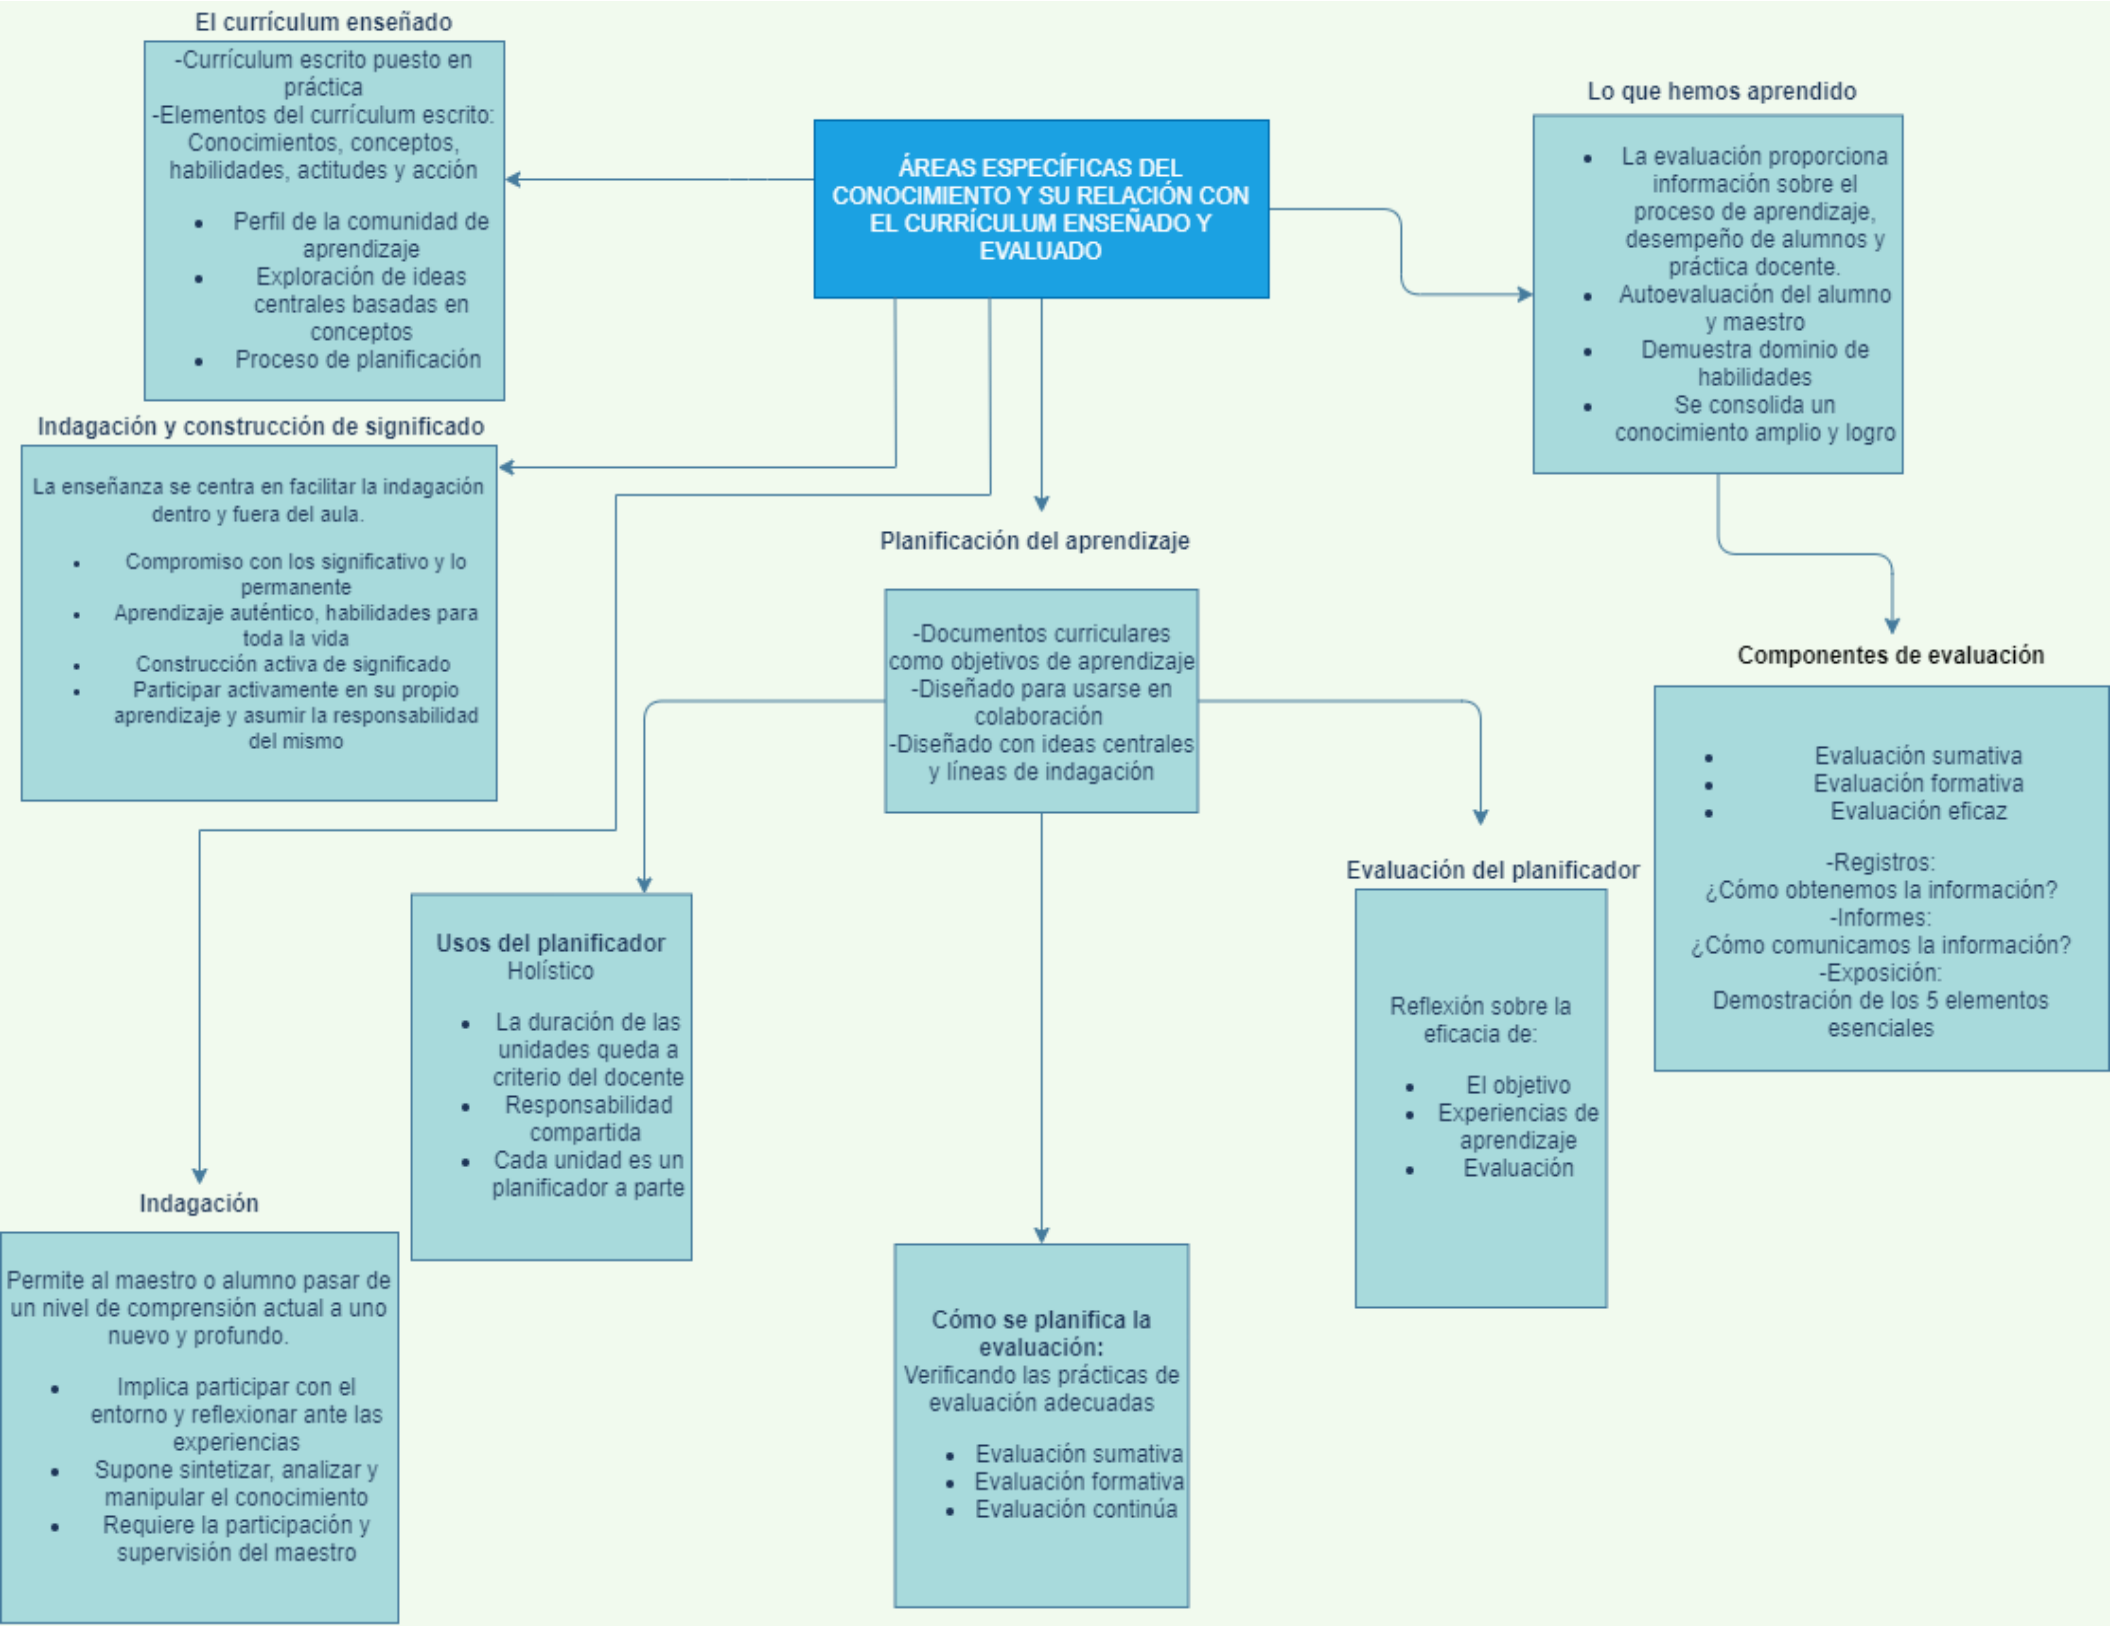 El currículum enseñado
-Currículum escrito puesto en
práctica
-Elementos del currículum escrito:
Conocimientos, conceptos,
habilidades, actitudes y acción
• Perfil de la comunidad de
aprendizaje
• Exploración de ideas
centrales basadas en
conceptos
• Proceso de planificación
ÁREAS ESPECÍFICAS DEL
CONOCIMIENTO Y SU RELACIÓN CON
EL CURRÍCULUM ENSEÑADO Y
EVALUADO
Lo que hemos aprendido
• La evaluación proporciona
información sobre el
proceso de aprendizaje,
desempeño de alumnos y
práctica docente.
• Autoevaluación del alumno
y maestro
• Demuestra dominio de
habilidades
• Se consolida un
conocimiento amplio y logro
Indagación y construcción de significado
La enseñanza se centra en facilitar la indagación
dentro y fuera del aula.
• Compromiso con los significativo y lo
permanente
• Aprendizaje auténtico, habilidades para
toda la vida
• Construcción activa de significado
• Participar activamente en su propio
aprendizaje y asumir la responsabilidad
del mismo
Planificación del aprendizaje
-Documentos curriculares
como objetivos de aprendizaje
-Diseñado para usarse en
colaboración
-Diseñado con ideas centrales
y líneas de indagación
Componentes de evaluación
• Evaluación sumativa
• Evaluación formativa
• Evaluación eficaz
-Registros:
¿Cómo obtenemos la información?
-Informes:
¿Cómo comunicamos la información?
-Exposición:
Demostración de los 5 elementos
esenciales
Usos del planificador
Holístico
• La duración de las
unidades queda a
criterio del docente
• Responsabilidad
compartida
• Cada unidad es un
planificador a parte
Evaluación del planificador
Reflexión sobre la
eficacia de:
• El objetivo
• Experiencias de
aprendizaje
• Evaluación
Indagación
Permite al maestro o alumno pasar de
un nivel de comprensión actual a uno
nuevo y profundo.
• Implica participar con el
entorno y reflexionar ante las
experiencias
• Supone sintetizar, analizar y
manipular el conocimiento
• Requiere la participación y
supervisión del maestro
Cómo se planifica la
evaluación:
Verificando las prácticas de
evaluación adecuadas
• Evaluación sumativa
• Evaluación formativa
• Evaluación continúa